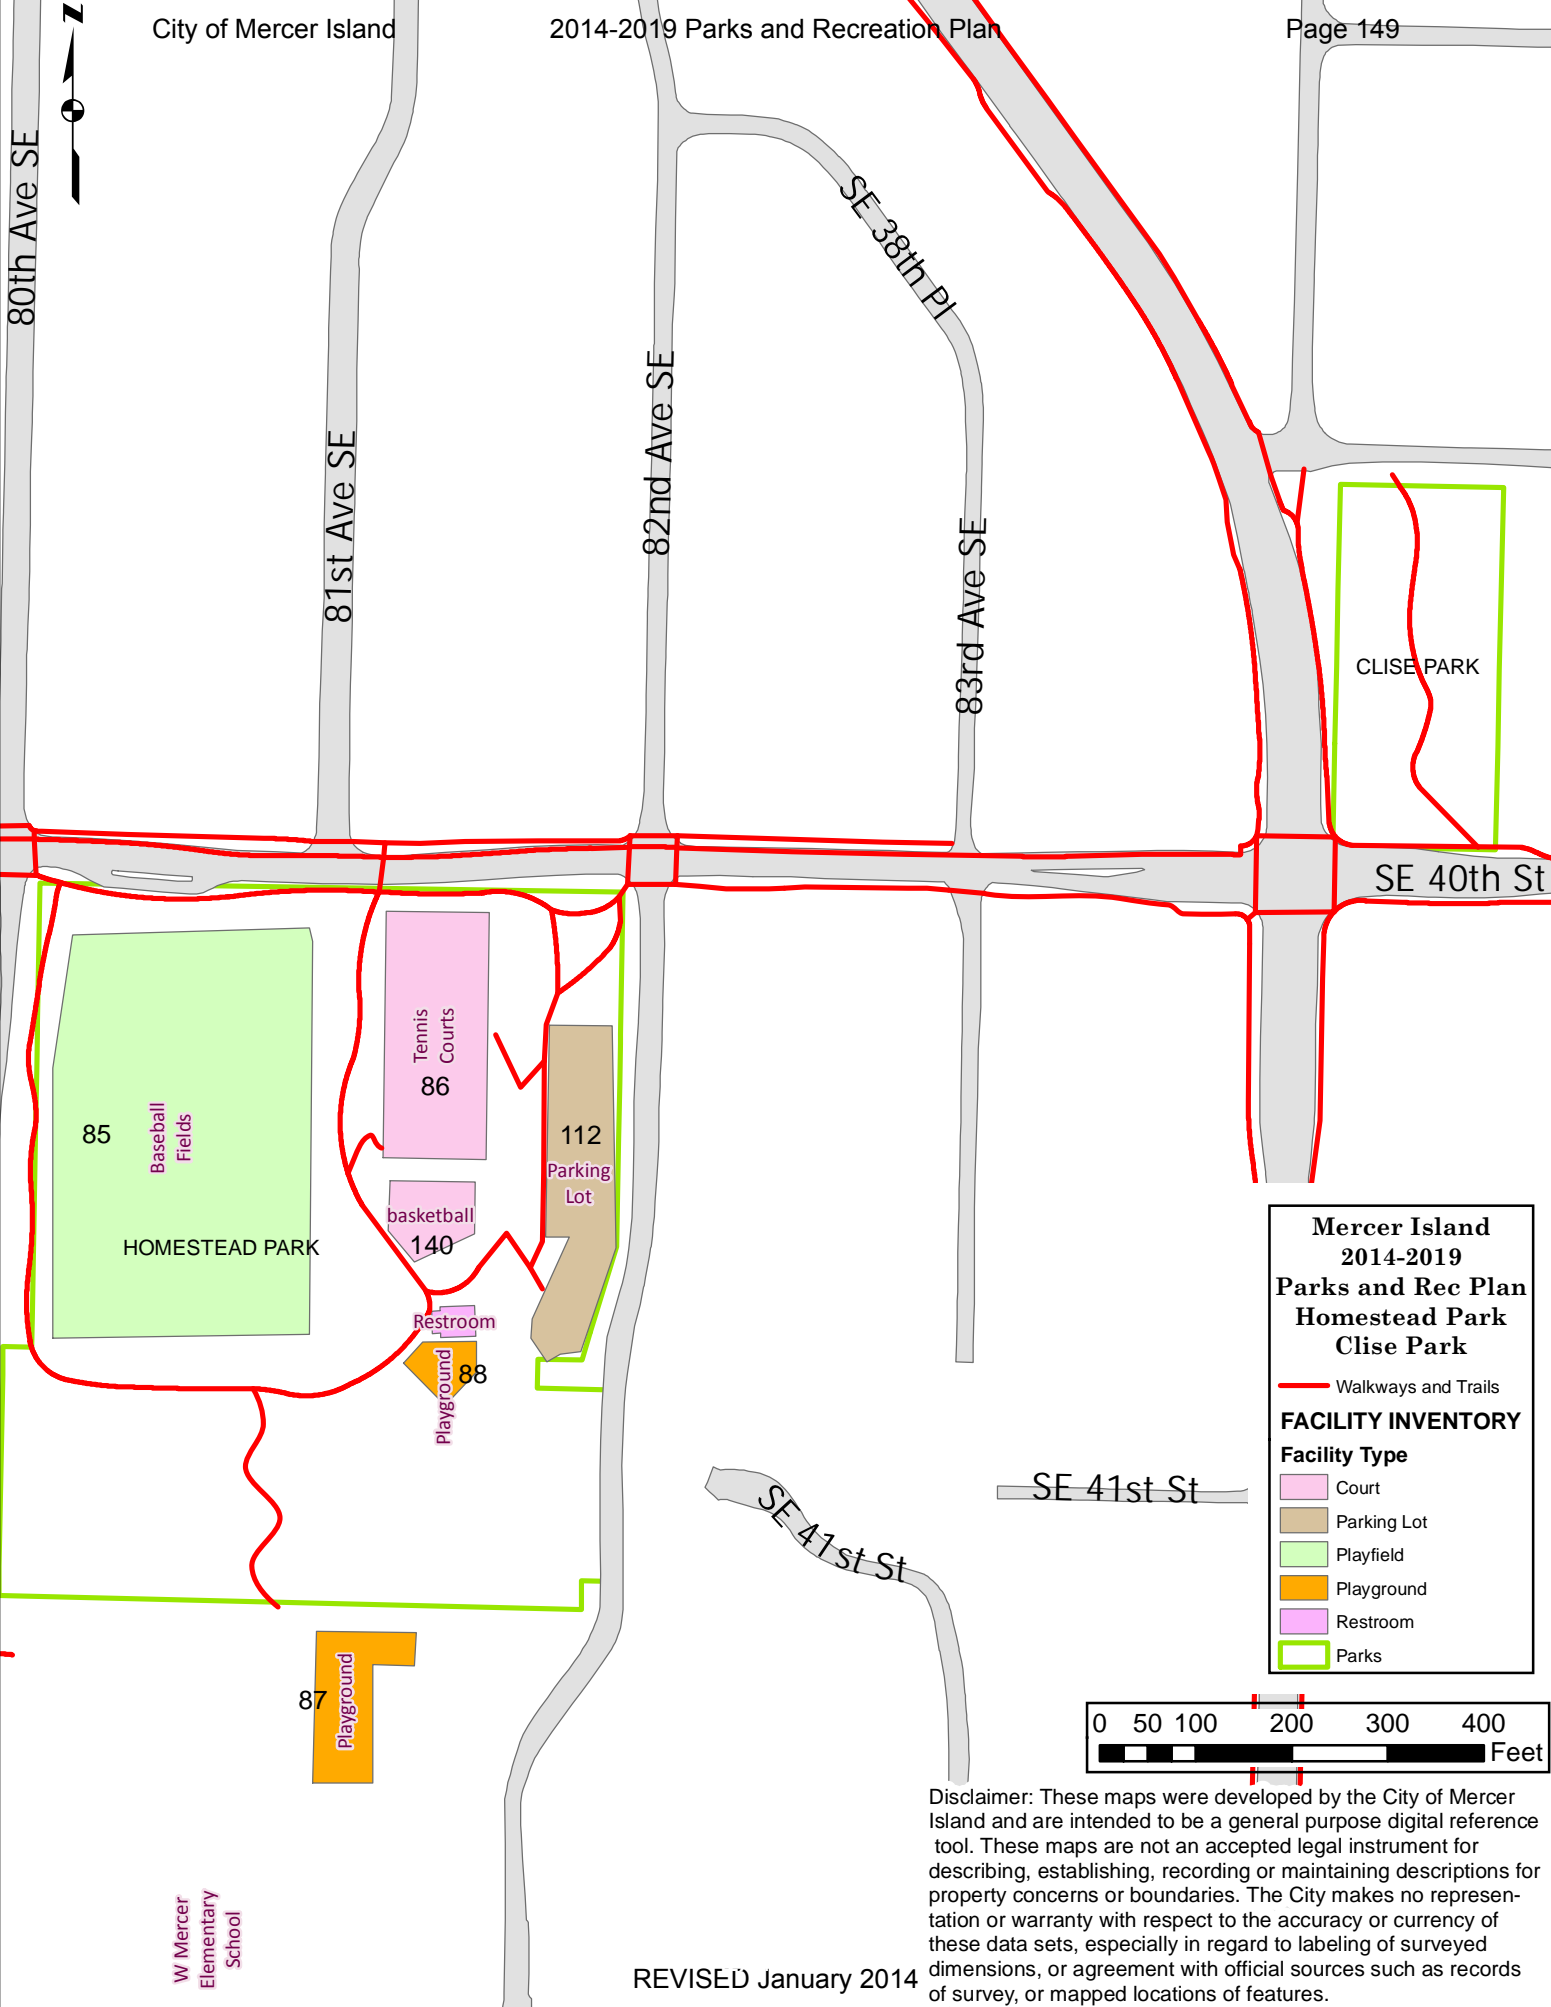 City of Mercer Island
2014-2019 Parks and Recreation Plan
Page 149
N
80th Ave SE
81st Ave SE
82nd Ave SE
SE 38th Pl
83rd Ave SE
CLISE PARK
SE 40th St
Tennis
Courts
86
85
Baseball
Fields
112
Parking
Lot
basketball
140
HOMESTEAD PARK
Restroom
Playground
88
SE 41st St
SE 41st St
87
Playground
W Mercer
Elementary
School
Mercer Island
2014-2019
Parks and Rec Plan
Homestead Park
Clise Park
Walkways and Trails
FACILITY INVENTORY
Facility Type
Court
Parking Lot
Playfield
Playground
Restroom
Parks
0 50 100 200 300 400
Feet
Disclaimer: These maps were developed by the City of Mercer
Island and are intended to be a general purpose digital reference
tool. These maps are not an accepted legal instrument for
describing, establishing, recording or maintaining descriptions for
property concerns or boundaries. The City makes no represen-
tation or warranty with respect to the accuracy or currency of
these data sets, especially in regard to labeling of surveyed
dimensions, or agreement with official sources such as records
of survey, or mapped locations of features.
REVISED January 2014